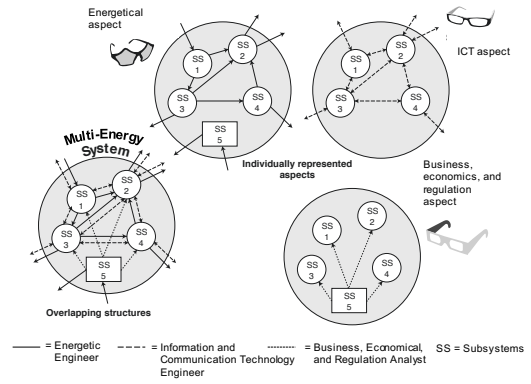 Energetical
aspect
SS
1
SS
2
SS
3
SS
4
SS
5
ICT aspect
:
SS
1
SS
2
SS
3
SS
4
Individually represented
aspects
Multi-Energy
System
SS
1
SS
2
SS
3
SS
4
SS
5
Overlapping structures
Business,
economics, and
regulation
aspect
SS
1
SS
2
SS
3
SS
4
SS
5
= Energetic
Engineer
= Information and
Communication Technology
Engineer
= Business, Economical,
and Regulation Analyst
SS = Subsystems